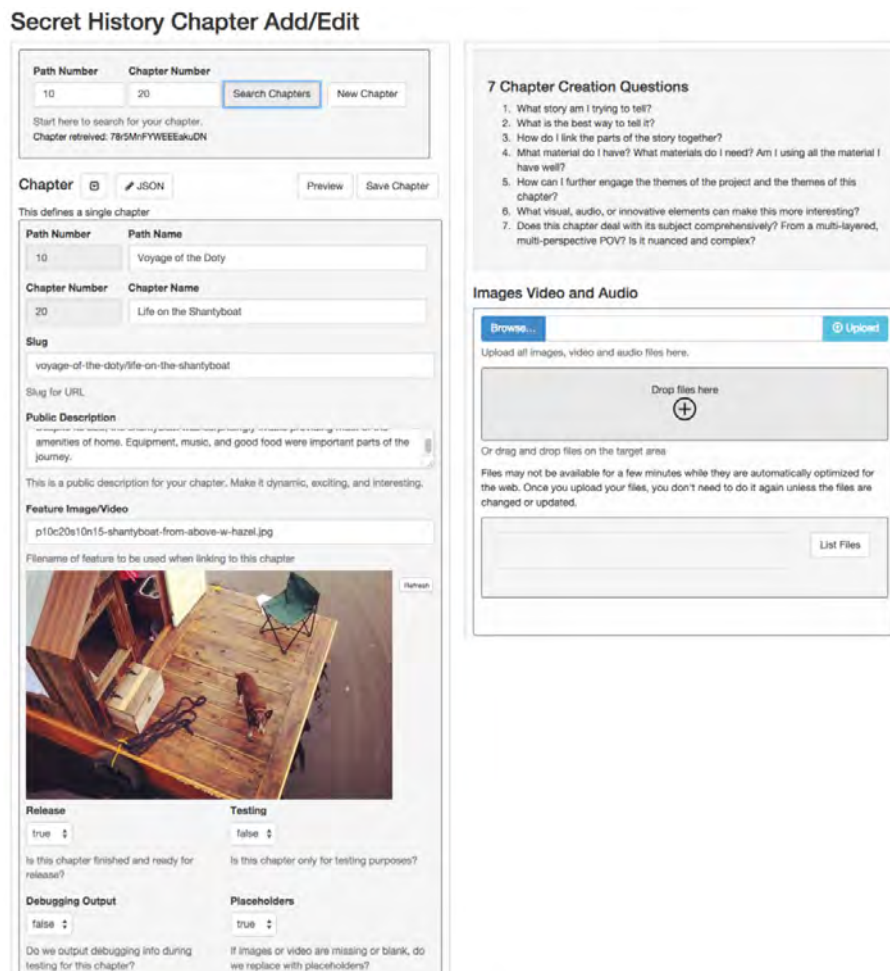 Secret History Chapter Add/Edit
Path Number Chapter Number
10 20 Search Chapters New Chapter
Start here to search for your chapter.
Chapter retreived: 78r5MnFYWEEEakuDN
Chapter JSON Preview Save Chapter
This defines a single chapter
Path Number Path Name
10 Voyage of the Doty
Chapter Number Chapter Name
20 Life on the Shantyboat
Slug
voyage-of-the-doty/life-on-the-shantyboat
Slug for URL
Public Description
amenities of home. Equipment, music, and good food were important parts of the
journey.
This is a public description for your chapter. Make it dynamic, exciting, and interesting.
Feature Image/Video
p10c20s10n15-shantyboat-from-above-w-hazel.jpg
Filename of feature to be used when linking to this chapter
Refresh
Release Testing
true false
Is this chapter finished and ready for Is this chapter only for testing purposes?
release?
Debugging Output Placeholders
false true
Do we output debugging info during If images or video are missing or blank, do
testing for this chapter? we replace with placeholders?
7 Chapter Creation Questions
1. What story am I trying to tell?
2. What is the best way to tell it?
3. How do I link the parts of the story together?
4. What material do I have? What materials do I need? Am I using all the material I
have well?
5. How can I further engage the themes of the project and the themes of this
chapter?
6. What visual, audio, or innovative elements can make this more interesting?
7. Does this chapter deal with its subject comprehensively? From a multi-layered,
multi-perspective POV? Is it nuanced and complex?
Images Video and Audio
Browse... Upload
Upload all images, video and audio files here.
Drop files here
Or drag and drop files on the target area
Files may not be available for a few minutes while they are automatically optimized for
the web. Once you upload your files, you don't need to do it again unless the files are
changed or updated.
List Files